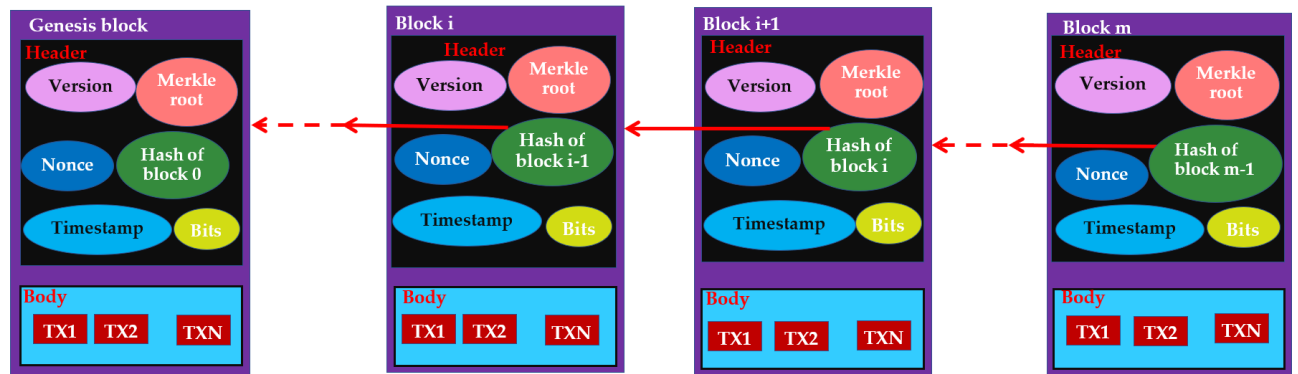 Genesis block
Header
Version
Merkle
root
Nonce
Hash of
block 0
Timestamp
Bits
Body
TX1
TX2
TXN
Block i
Header
Version
Merkle
root
Nonce
Hash of
block i-1
Timestamp
Bits
Body
TX1
TX2
TXN
Block i+1
Header
Version
Merkle
root
Nonce
Hash of
block i
Timestamp
Bits
Body
TX1
TX2
TXN
Block m
Header
Version
Merkle
root
Nonce
Hash of
block m-1
Timestamp
Bits
Body
TX1
TX2
TXN